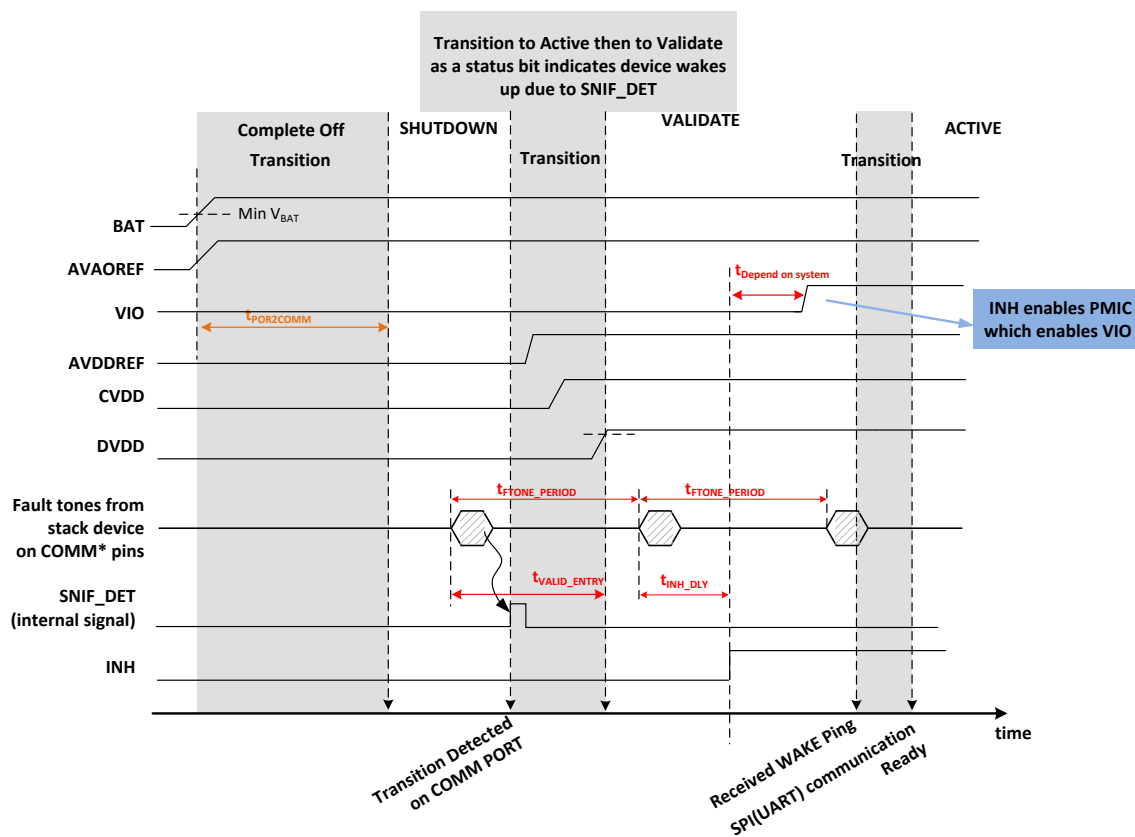 Transition to Active then to Validate
as a status bit indicates device wakes
up due to SNIF_DET
Complete Off
Transition
SHUTDOWN
Transition
VALIDATE
Transition
ACTIVE
BAT
Min VBAT
AVAOREF
tDepend on system
VIO
tPOR2COMM
INH enables PMIC
which enables VIO
AVDDREF
CVDD
DVDD
Fault tones from
stack device
on COMM* pins
tFTONE_PERIOD
tFTONE_PERIOD
tVALID_ENTRY
tINH_DLY
SNIF_DET
(internal signal)
INH
time
Transition Detected
on COMM PORT
Received WAKE Ping
SPI(UART) communication
Ready